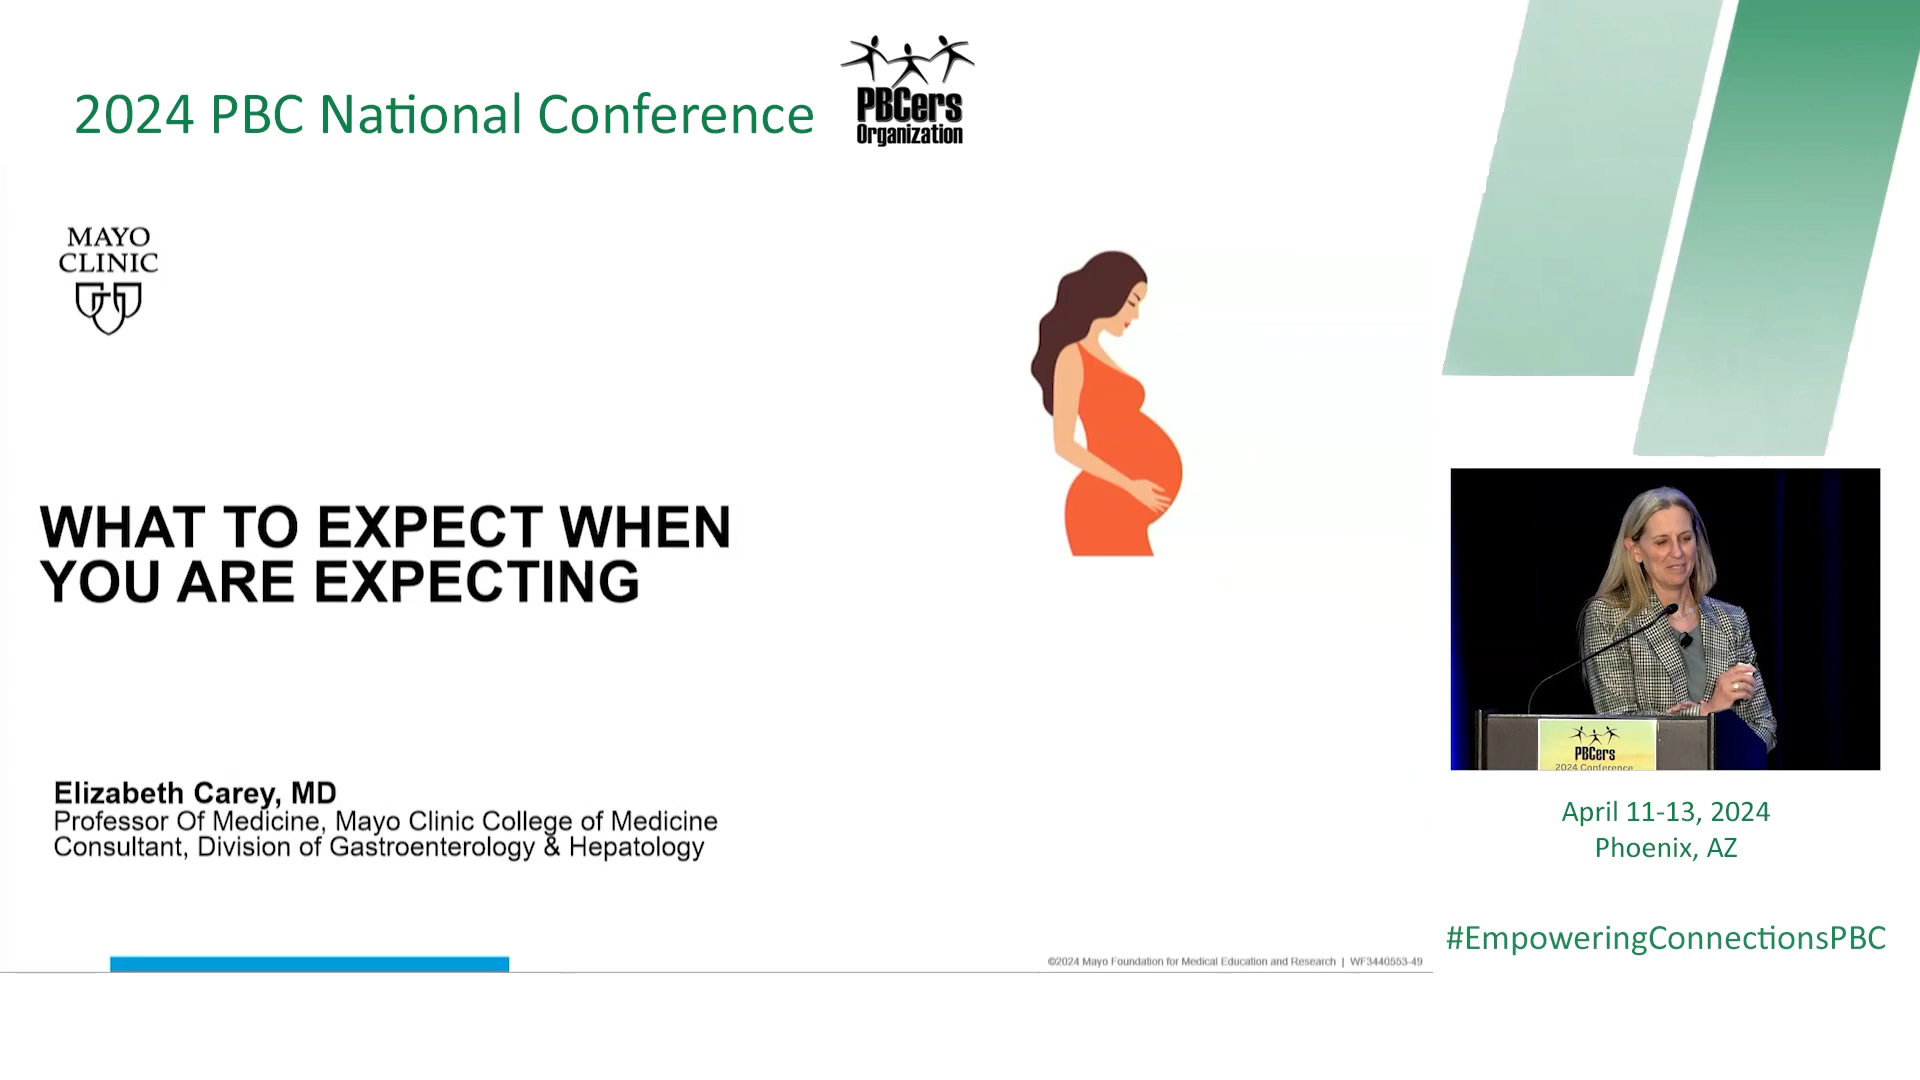 2024 PBC National Conference
PBCers
Organization
MAYO
CLINIC
WHAT TO EXPECT WHEN
YOU ARE EXPECTING
Elizabeth Carey, MD
Professor Of Medicine, Mayo Clinic College of Medicine
Consultant, Division of Gastroenterology & Hepatology
©2024 Mayo Foundation for Medical Education and Research | WF3440553-49
PBCers
2024 Conference
April 11-13, 2024
Phoenix, AZ
#EmpoweringConnectionsPBC